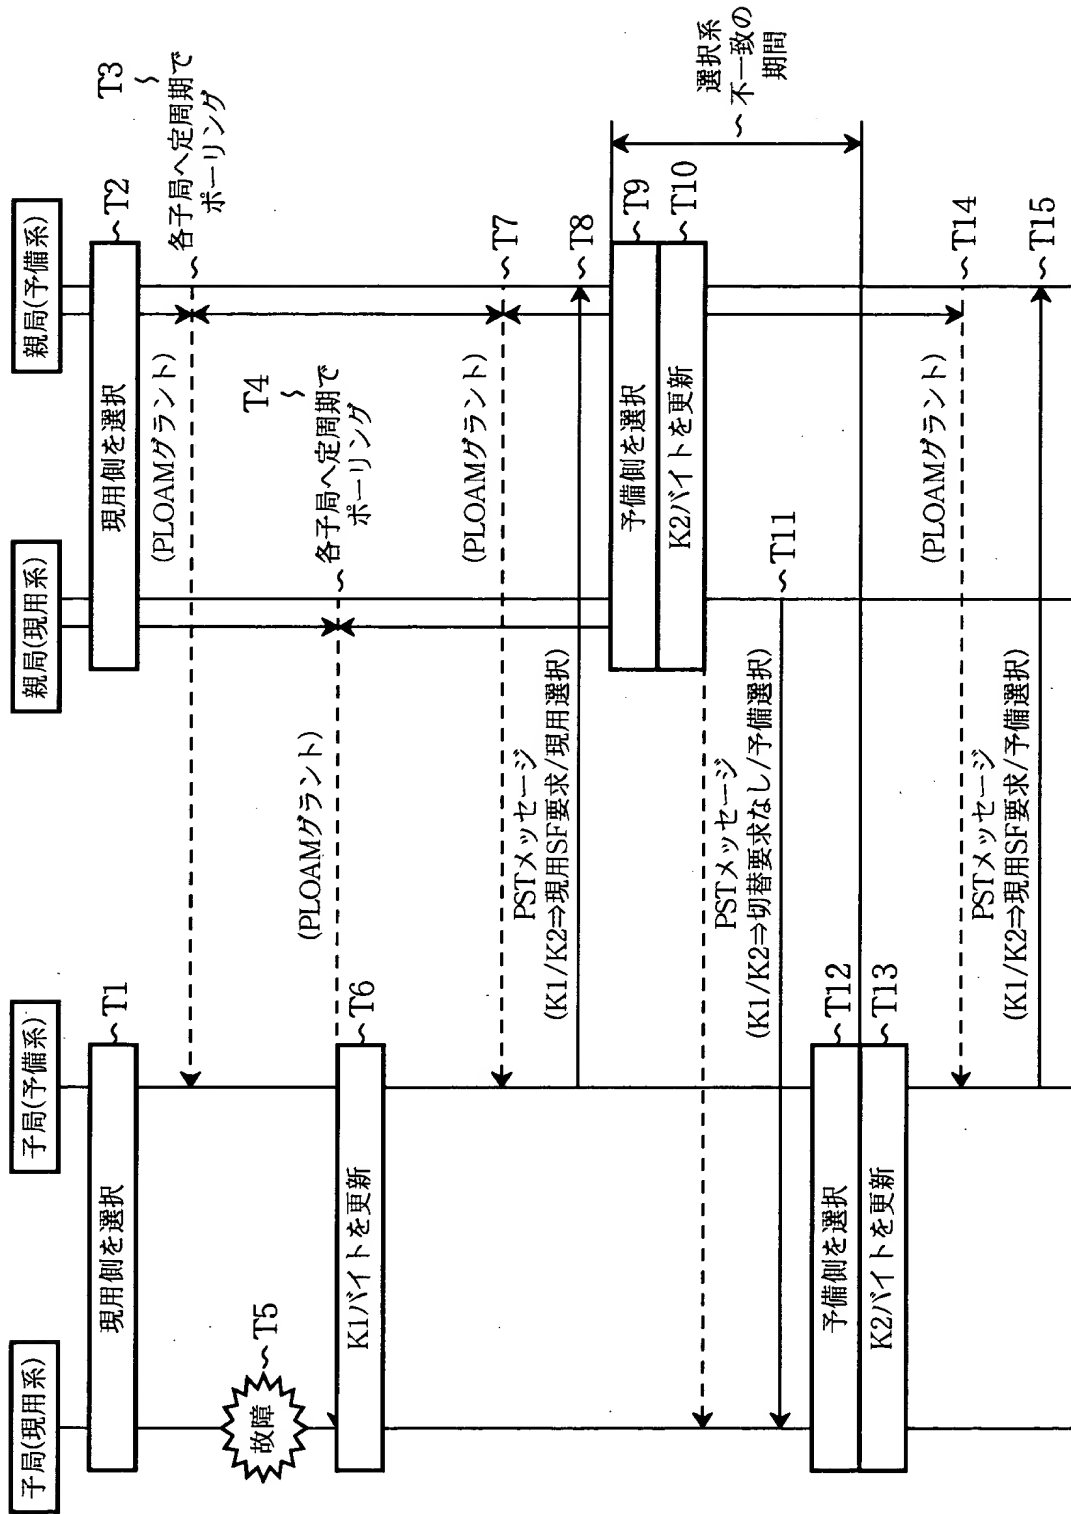 子局(現用系)
子局(予備系)
親局(現用系)
親局(予備系)
現用側を選択
T1
現用側を選択
T2
(PLOAMグラント)
T3
各子局へ定周期で
ポーリング
故障
T5
(PLOAMグラント)
T4
各子局へ定周期で
ポーリング
K1バイトを更新
T6
(PLOAMグラント)
T7
PSTメッセージ
(K1/K2⇒現用SF要求/現用選択)
T8
予備側を選択
T9
K2バイトを更新
T10
選択系
不一致の
期間
PSTメッセージ
(K1/K2⇒切替要求なし/予備選択)
T11
予備側を選択
T12
K2バイトを更新
T13
(PLOAMグラント)
T14
PSTメッセージ
(K1/K2⇒現用SF要求/予備選択)
T15